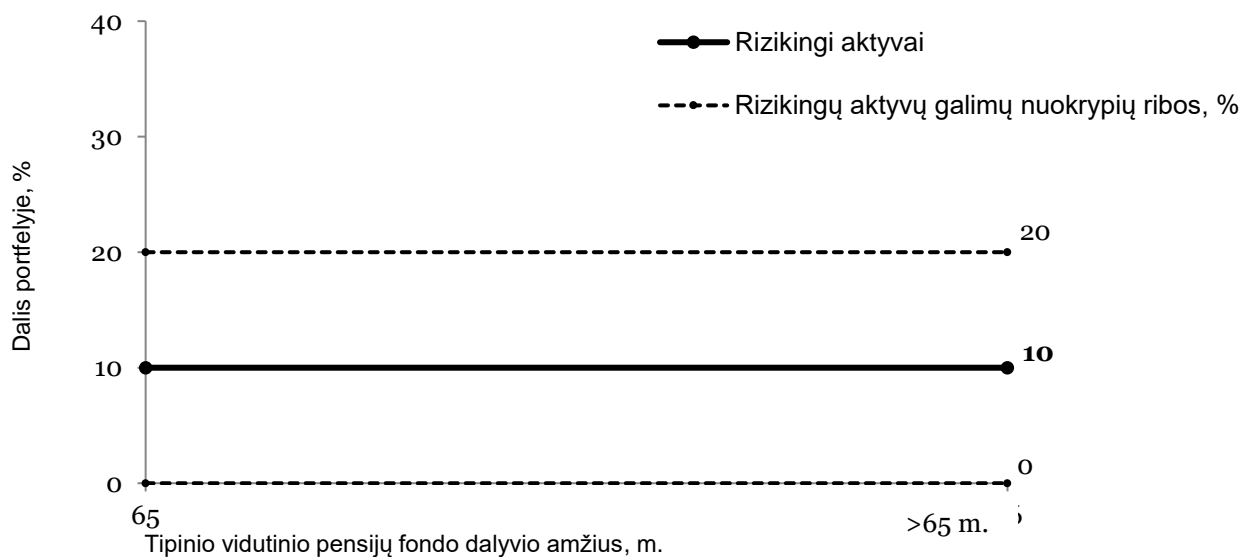 40
Rizikingi aktyvai
Rizikingų aktyvų galimų nuokrypių ribos, %
30
Dalis portfelyje, %
20
20
10
10
0
0
65
>65 m.
Tipinio vidutinio pensijų fondo dalyvio amžius, m.